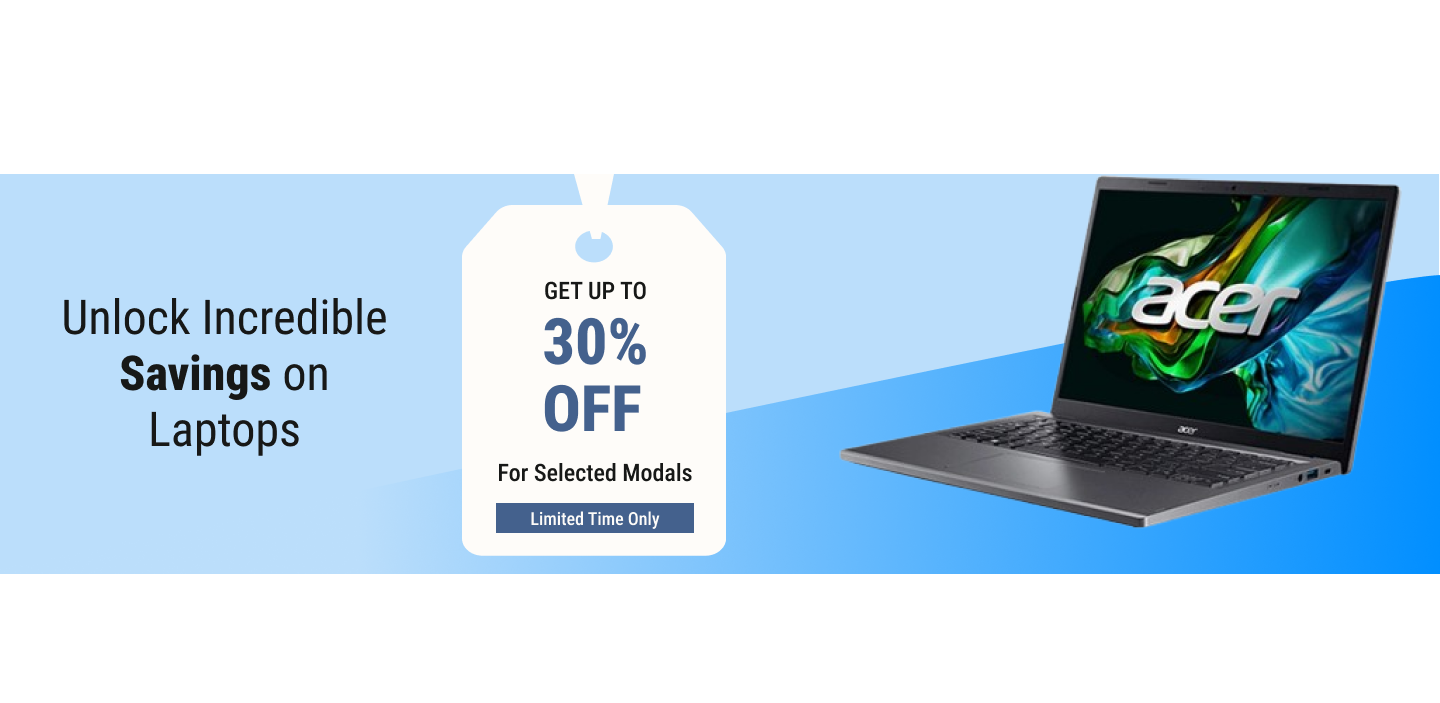 Unlock Incredible
Savings on
Laptops
GET UP TO
30%
OFF
For Selected Modals
Limited Time Only
acer
acer